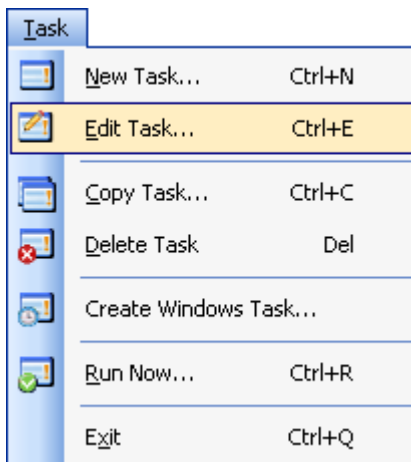 Task
New Task... Ctrl+N
Edit Task... Ctrl+E
Copy Task... Ctrl+C
Delete Task Del
Create Windows Task...
Run Now... Ctrl+R
Exit Ctrl+Q